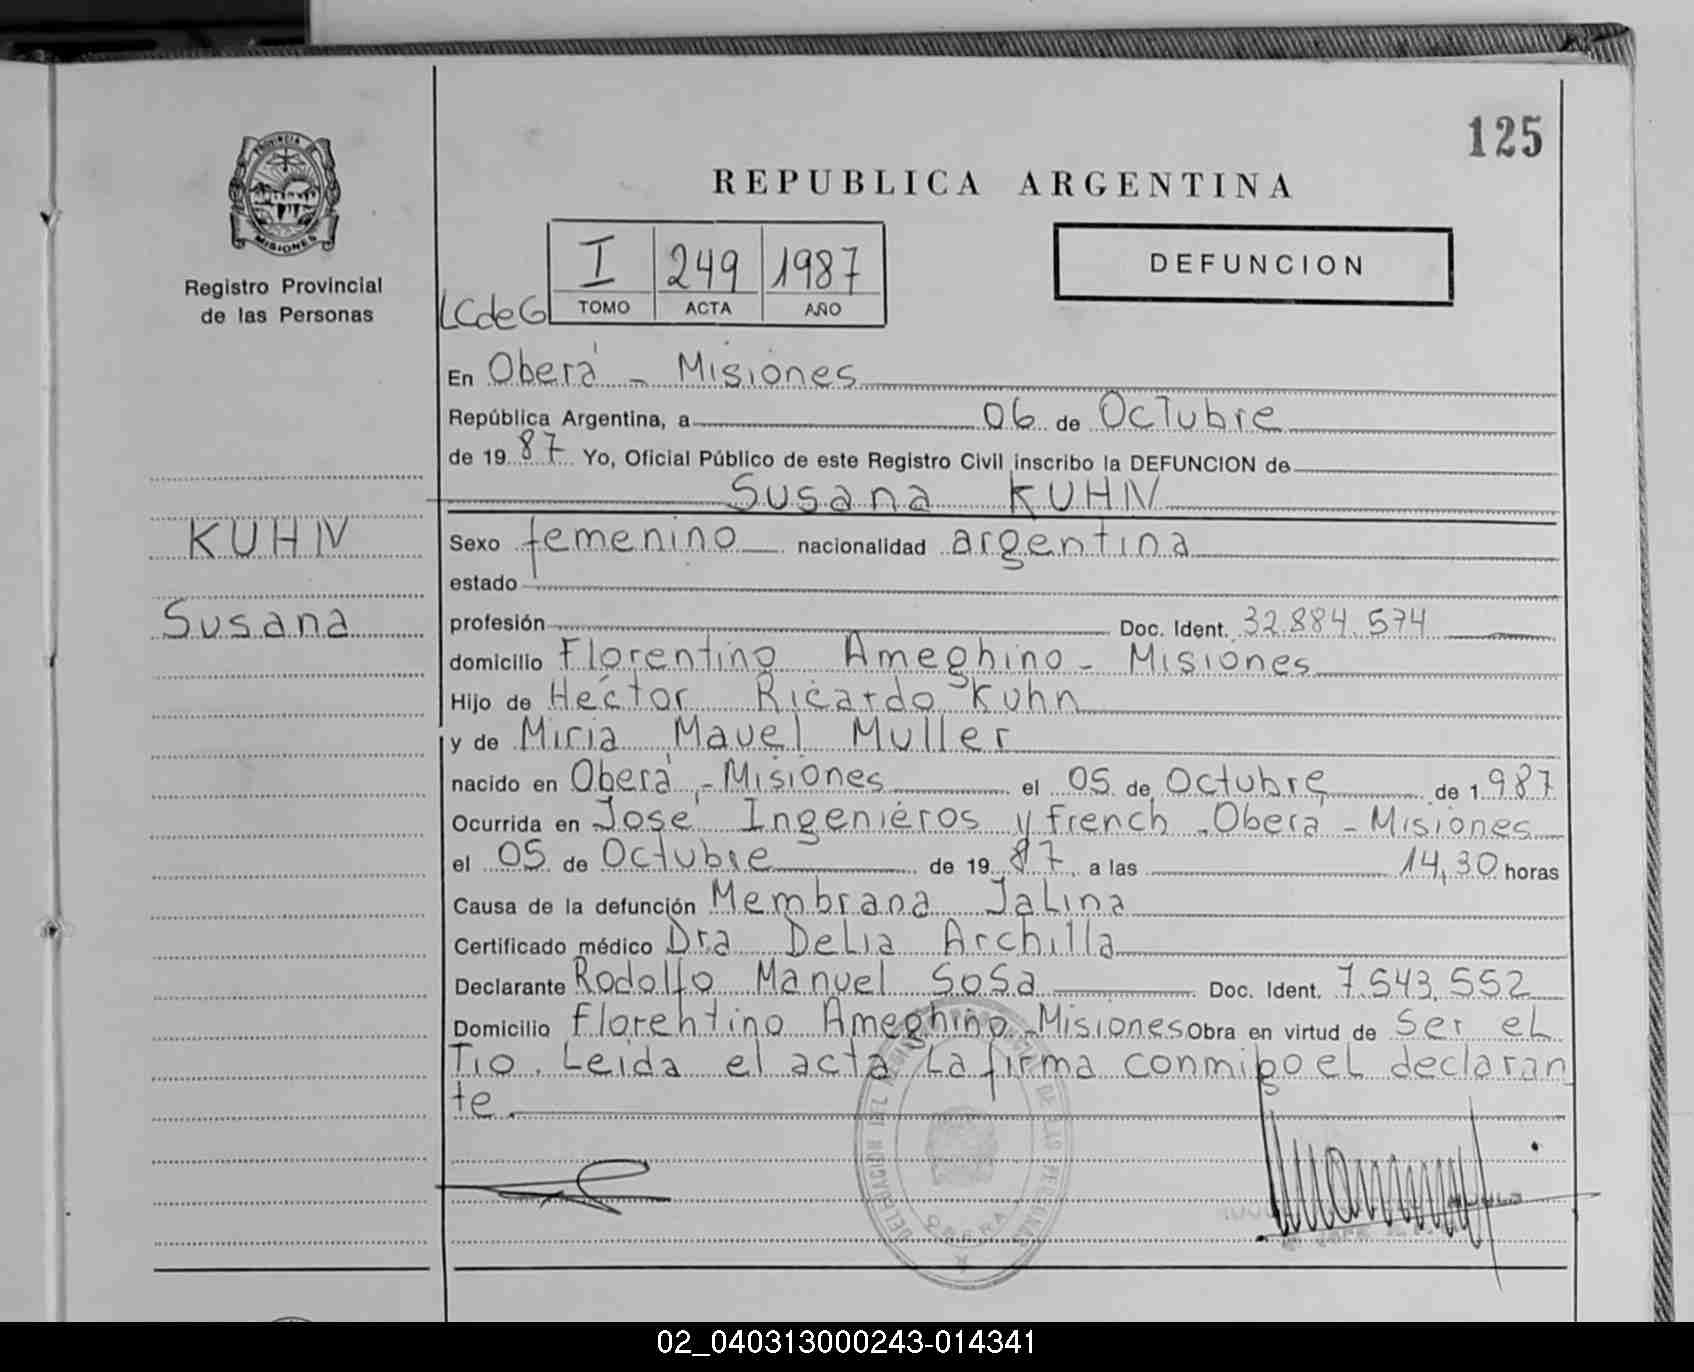 125
PROVINCIA DE
MISIONES
Registro Provincial
de las Personas
REPUBLICA ARGENTINA
I 249 1987
TOMO ACTA AÑO
DEFUNCION
LCdeG
En Oberá - Misiones
República Argentina, a 06 de Octubre
de 1987 Yo, Oficial Público de este Registro Civil inscribo la DEFUNCION de
Susana KUHN
KUHN
Susana
Sexo femenino nacionalidad argentina
estado
profesión Doc. Ident. 32.884.574
domicilio Florentino Ameghino - Misiones
Hijo de Héctor Ricardo Kuhn
y de Miria Mavel Muller
nacido en Oberá - Misiones el 05 de Octubre de 1.987
Ocurrida en José Ingenieros y french - Oberá - Misiones
el 05 de Octubre de 1987 a las 14,30 horas
Causa de la defunción Membrana Jalina
Certificado médico Dra Delia Archilla
Declarante Rodolfo Manuel Sosa Doc. Ident. 7.543.552
Domicilio Florentino Ameghino - Misiones Obra en virtud de Ser el
Tio. Leida el acta La firma conmigo el declaran
te.
02_040313000243-014341